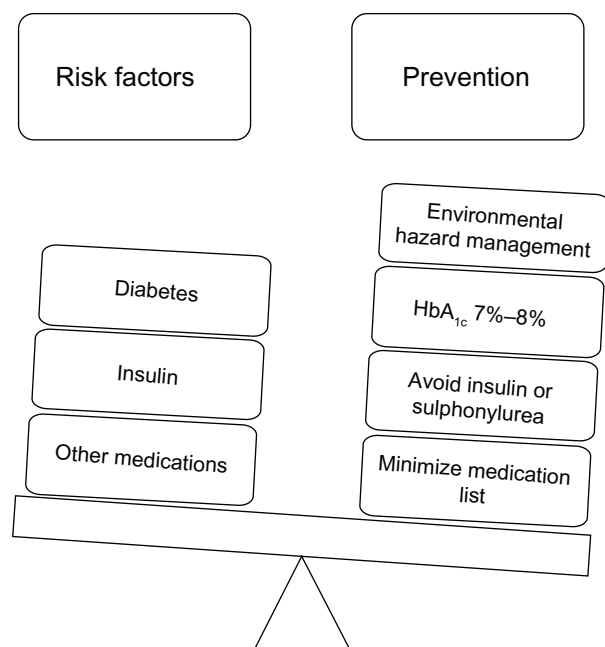 Risk factors
Prevention
Environmental
hazard management
Diabetes
HbA1c 7%–8%
Insulin
Avoid insulin or
sulphonylurea
Other medications
Minimize medication
list